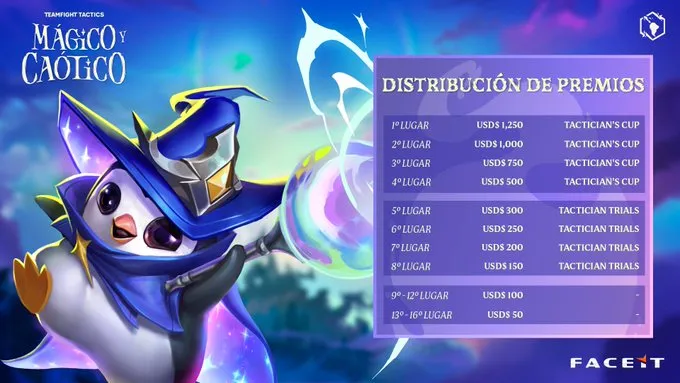 TEAMFIGHT TACTICS
MÁGICO Y
CAÓTICO
DISTRIBUCIÓN DE PREMIOS
1º LUGAR USD$ 1,250 TACTICIAN'S CUP
2º LUGAR USD$ 1,000 TACTICIAN'S CUP
3º LUGAR USD$ 750 TACTICIAN'S CUP
4º LUGAR USD$ 500 TACTICIAN'S CUP
5º LUGAR USD$ 300 TACTICIAN TRIALS
6º LUGAR USD$ 250 TACTICIAN TRIALS
7º LUGAR USD$ 200 TACTICIAN TRIALS
8º LUGAR USD$ 150 TACTICIAN TRIALS
9º - 12º LUGAR USD$ 100 -
13º - 16º LUGAR USD$ 50 -
FACEIT